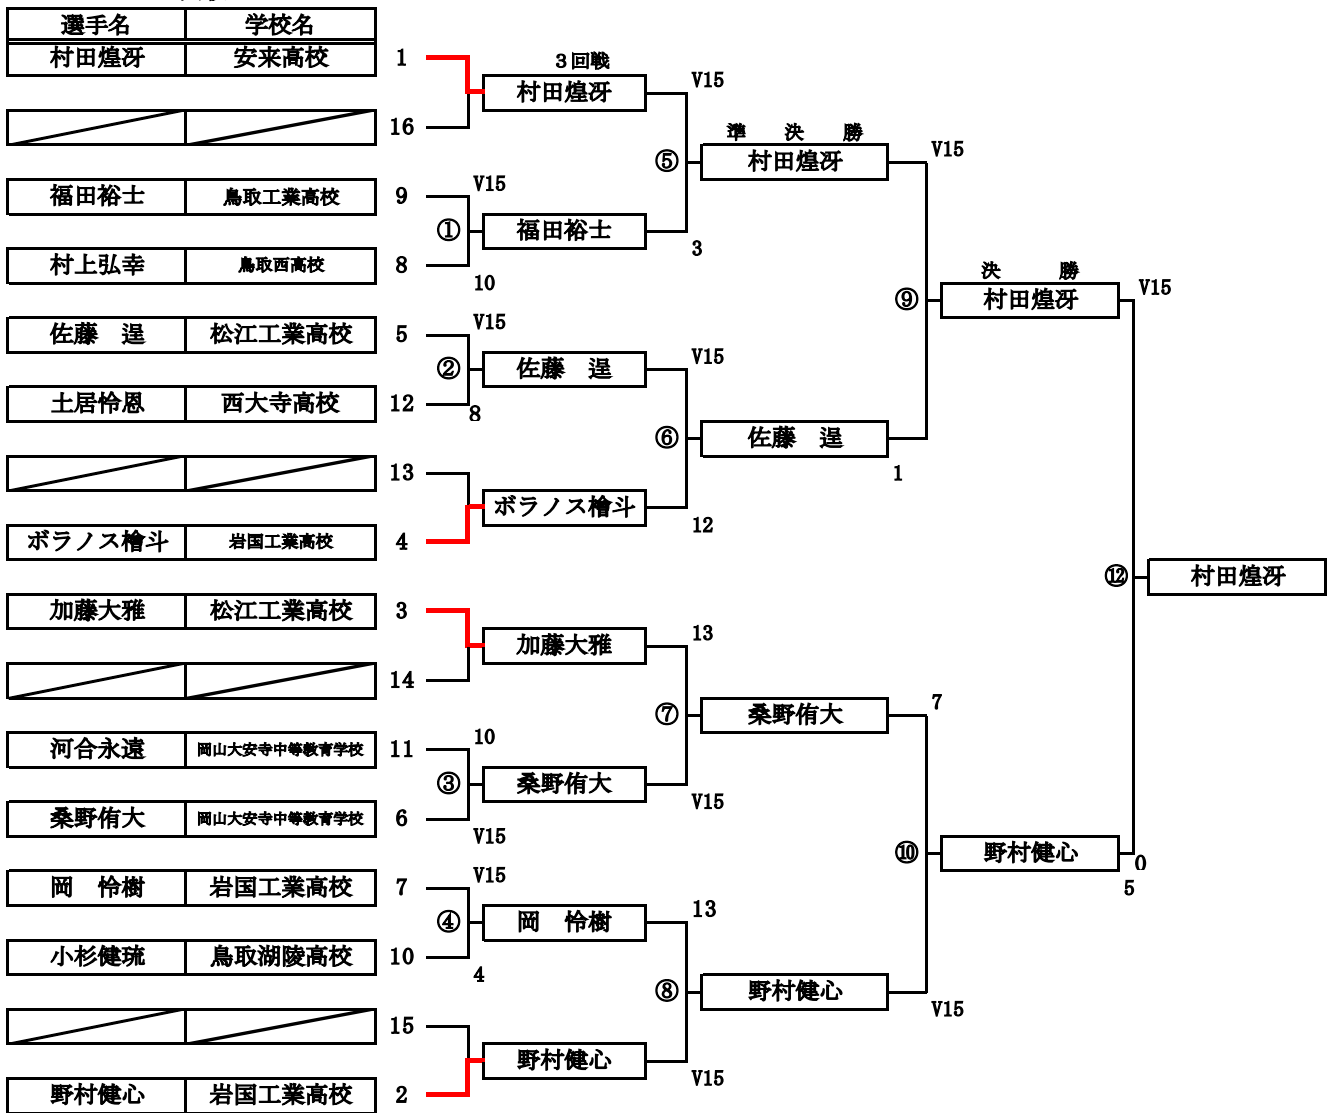 選手名 学校名
村田煌冴 安来高校 1
3回戦
村田煌冴
V15
16
準 決 勝
⑤ 村田煌冴
V15
福田裕士 鳥取工業高校 9
V15
① 福田裕士
3
村上弘幸 鳥取西高校 8
10
決 勝
⑨ 村田煌冴
V15
佐藤 逞 松江工業高校 5
V15
② 佐藤 逞
V15
土居怜恩 西大寺高校 12
8
⑥ 佐藤 逞
1
13
ボラノス檜斗
12
ボラノス檜斗 岩国工業高校 4
⑫ 村田煌冴
加藤大雅 松江工業高校 3
加藤大雅
13
14
⑦ 桑野侑大
7
河合永遠 岡山大安寺中等教育学校 11
10
③ 桑野侑大
V15
桑野侑大 岡山大安寺中等教育学校 6
V15
⑩ 野村健心
0
5
岡 怜樹 岩国工業高校 7
V15
④ 岡 怜樹
13
小杉健琉 鳥取湖陵高校 10
4
⑧ 野村健心
V15
15
野村健心
V15
野村健心 岩国工業高校 2